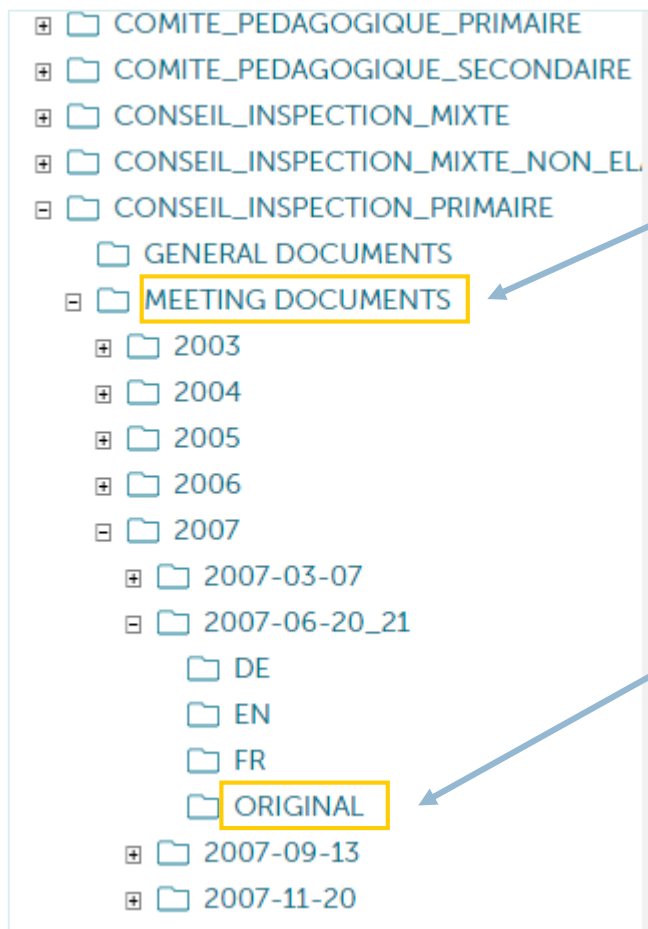 COMITE_PEDAGOGIQUE_PRIMAIRE
COMITE_PEDAGOGIQUE_SECONDAIRE
CONSEIL_INSPECTION_MIXTE
CONSEIL_INSPECTION_MIXTE_NON_EL
CONSEIL_INSPECTION_PRIMAIRE
GENERAL DOCUMENTS
MEETING DOCUMENTS
2003
2004
2005
2006
2007
2007-03-07
2007-06-20_21
DE
EN
FR
ORIGINAL
2007-09-13
2007-11-20